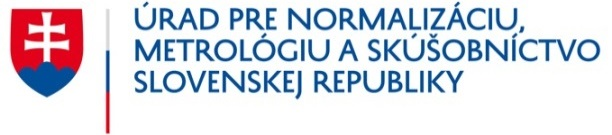 ÚRAD PRE NORMALIZÁCIU,
METROLÓGIU A SKÚŠOBNÍCTVO
SLOVENSKEJ REPUBLIKY